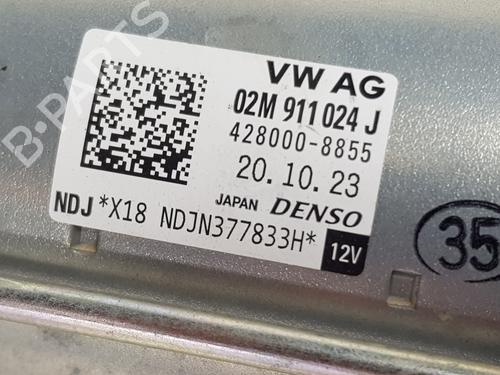 VW AG
02M 911 024 J
428000-8855
20.10.23
JAPAN DENSO
NDJ *X18 NDJN377833H* 12V
35
B-PARTS